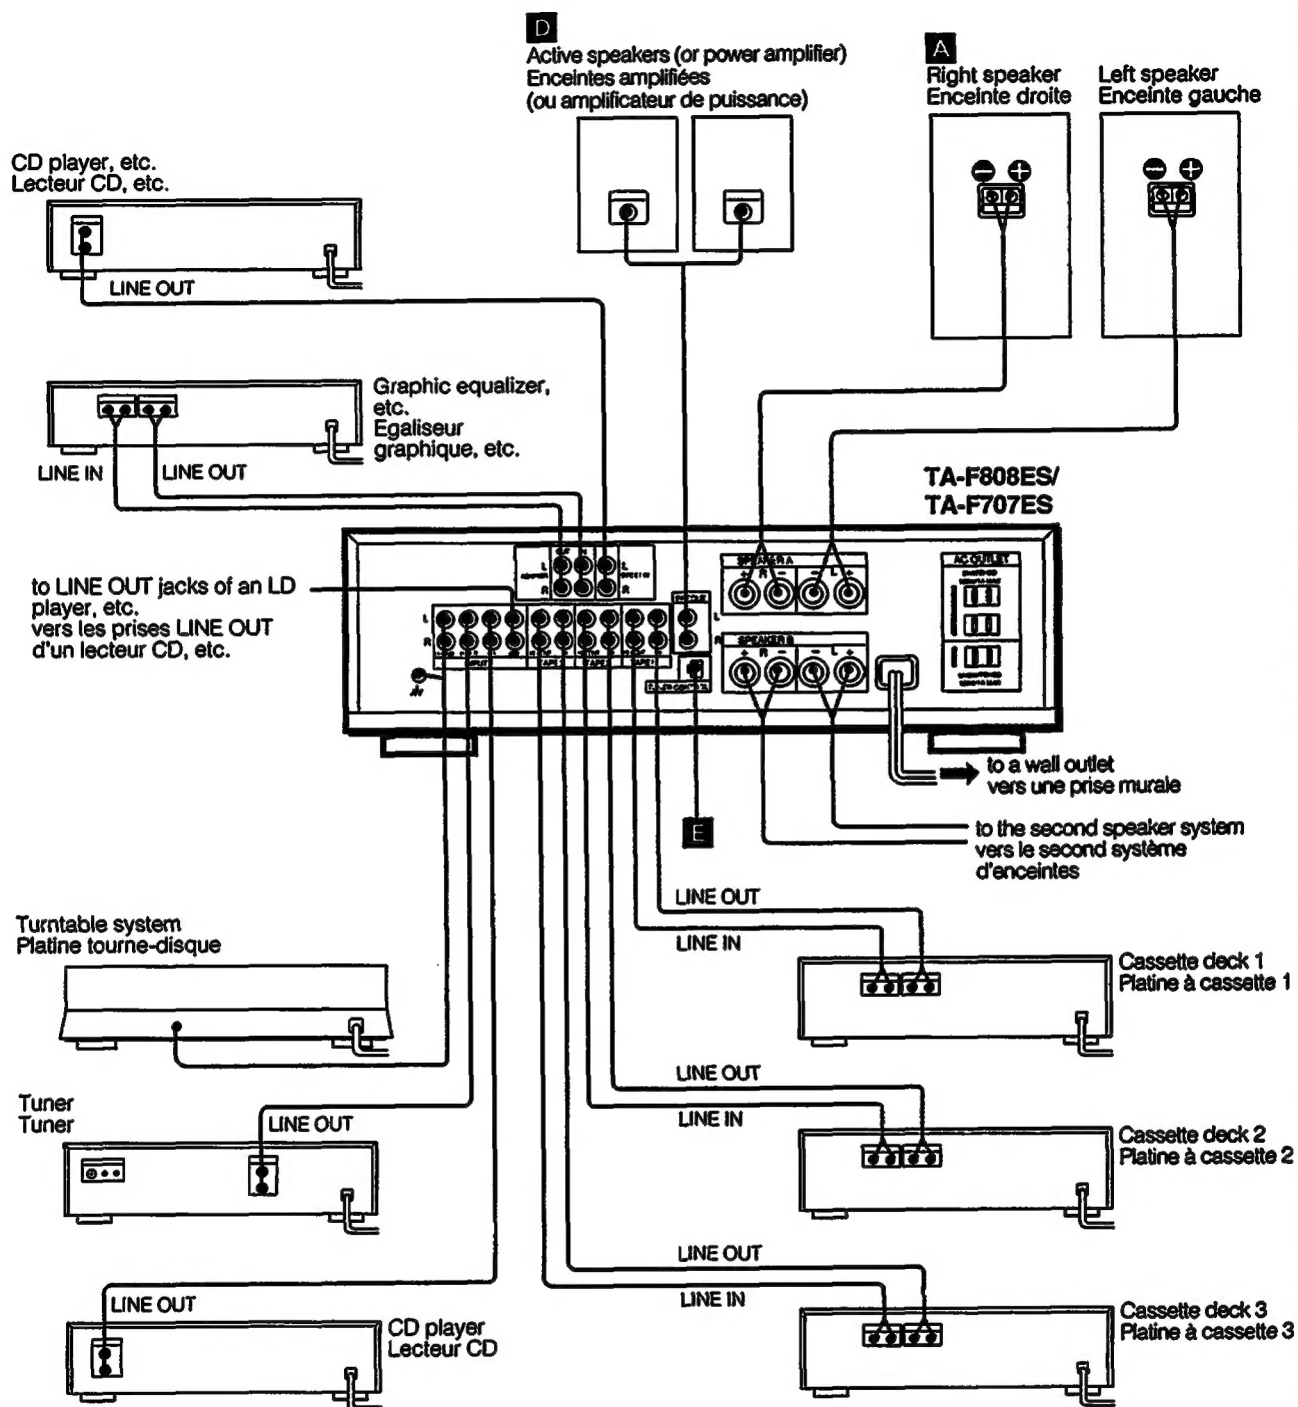 D
Active speakers (or power amplifier)
Enceintes amplifiées
(ou amplificateur de puissance)
A
Right speaker
Enceinte droite
Left speaker
Enceinte gauche
CD player, etc.
Lecteur CD, etc.
LINE OUT
Graphic equalizer,
etc.
Egaliseur
graphique, etc.
LINE IN
LINE OUT
TA-F808ES/
TA-F707ES
to LINE OUT jacks of an LD
player, etc.
vers les prises LINE OUT
d'un lecteur CD, etc.
OUT
IN
L
R
L
R
L
R
L
R
INPUT
TAPE
TAPE
TAPE
SPEAKER A
+ R − − L +
SPEAKER B
+ R − − L +
AC OUTLET
to a wall outlet
vers une prise murale
E
to the second speaker system
vers le second système
d'enceintes
LINE OUT
LINE IN
Turntable system
Platine tourne-disque
Cassette deck 1
Platine à cassette 1
LINE OUT
LINE IN
Tuner
Tuner
LINE OUT
Cassette deck 2
Platine à cassette 2
LINE OUT
LINE IN
LINE OUT
CD player
Lecteur CD
Cassette deck 3
Platine à cassette 3